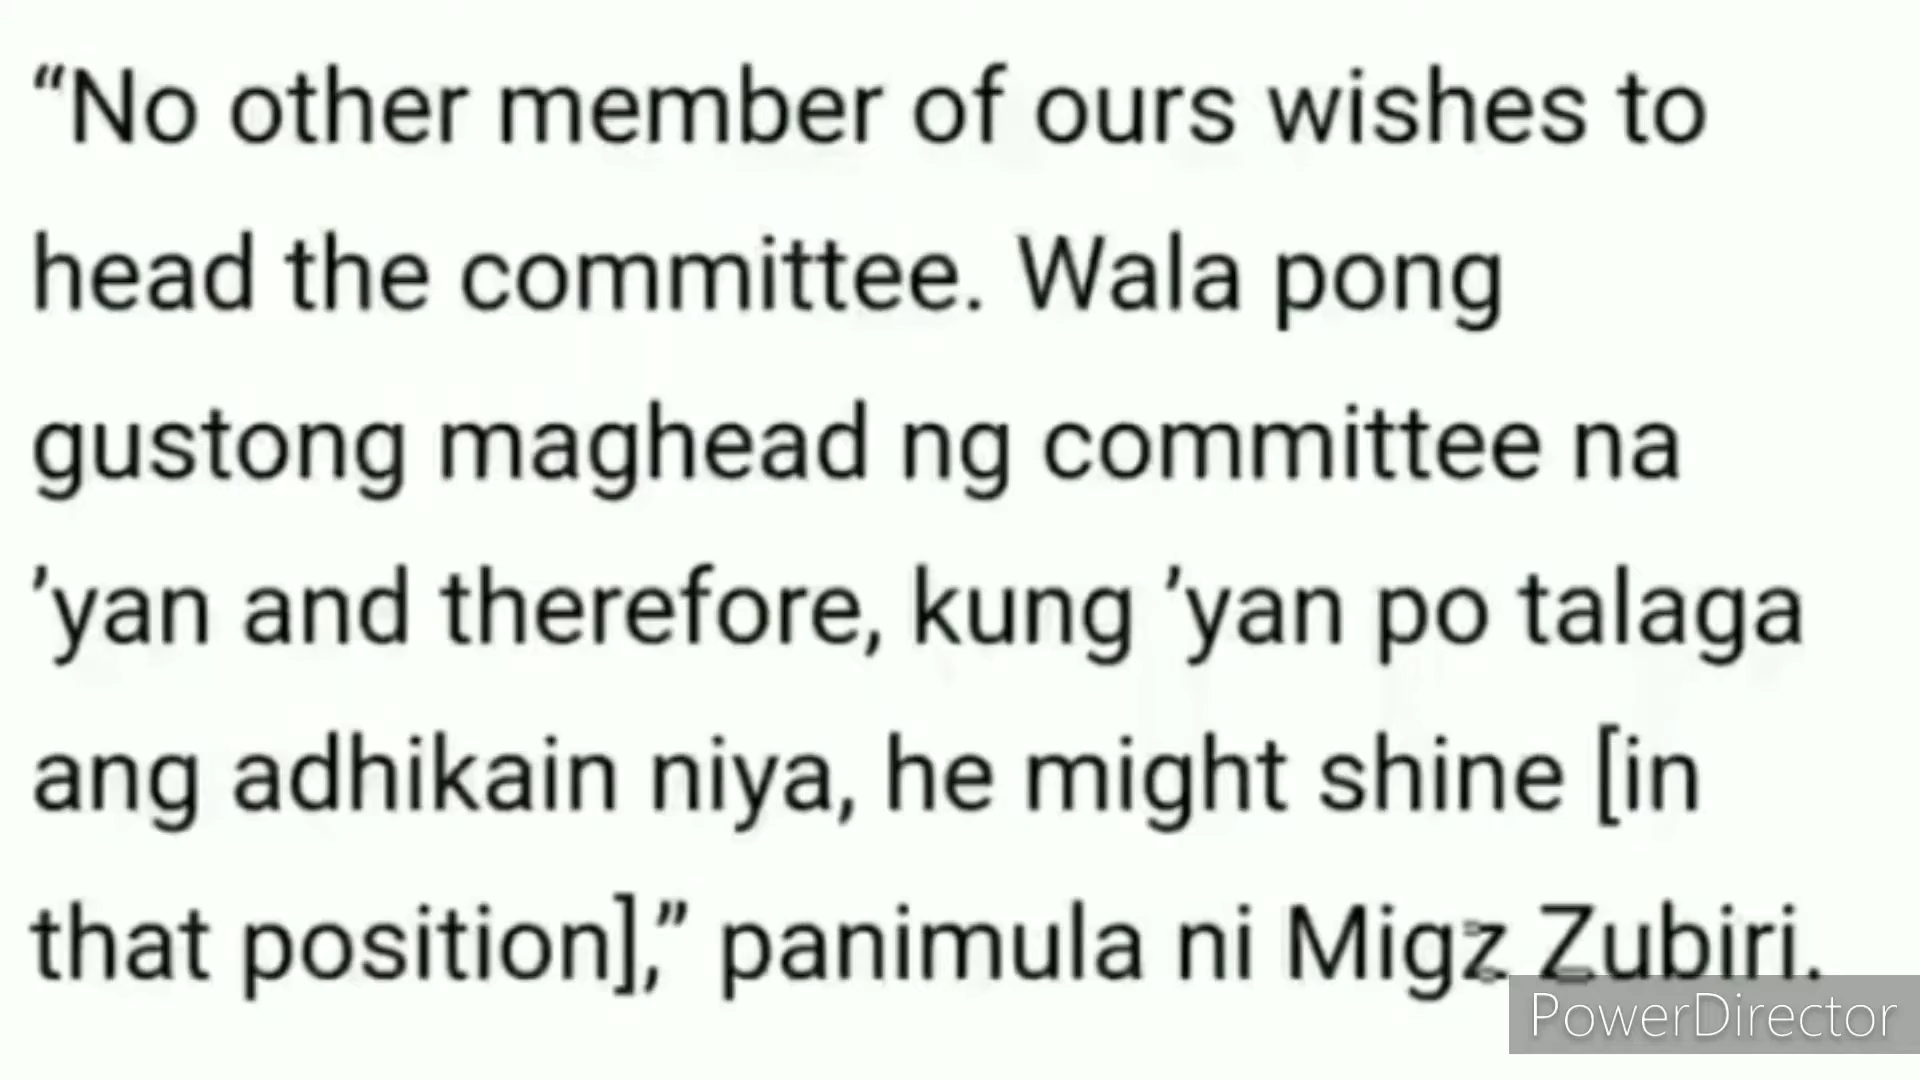 “No other member of ours wishes to
head the committee. Wala pong
gustong maghead ng committee na
’yan and therefore, kung ’yan po talaga
ang adhikain niya, he might shine [in
that position],” panimula ni Migz Zubiri.
PowerDirector